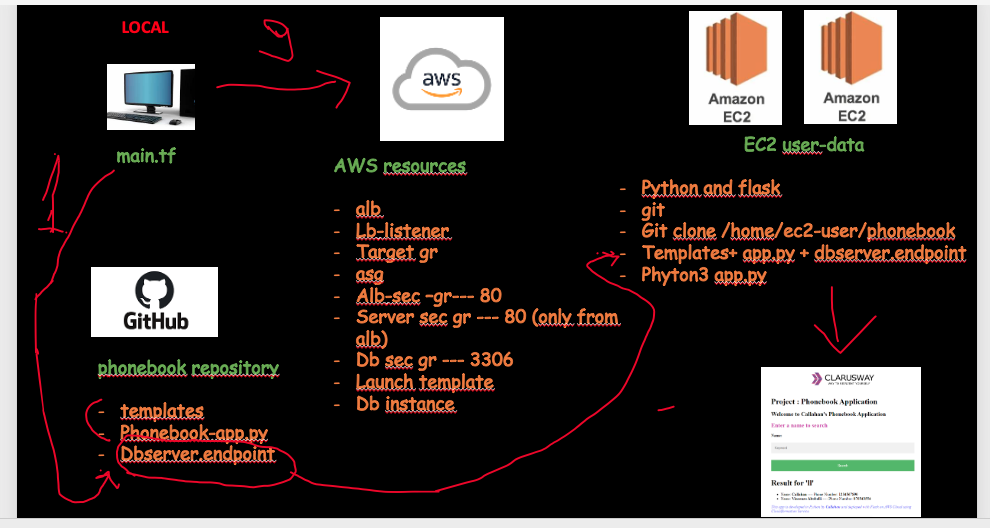 LOCAL
main.tf
1
GitHub
phonebook repository
- templates
- Phonebook-app.py
- Dbserver.endpoint
aws
AWS resources
- alb
- Lb-listener
- Target gr
- asg
- Alb-sec –gr--- 80
- Server sec gr --- 80 (only from
alb)
- Db sec gr --- 3306
- Launch template
- Db instance
Amazon
EC2
Amazon
EC2
EC2 user-data
- Python and flask
- git
- Git clone /home/ec2-user/phonebook
- Templates+ app.py + dbserver.endpoint
- Phyton3 app.py
CLARUSWAY
Project : Phonebook Application
Welcome to Callahan's Phonebook Application
Enter a name to search
Name:
Search
Result for 'll'